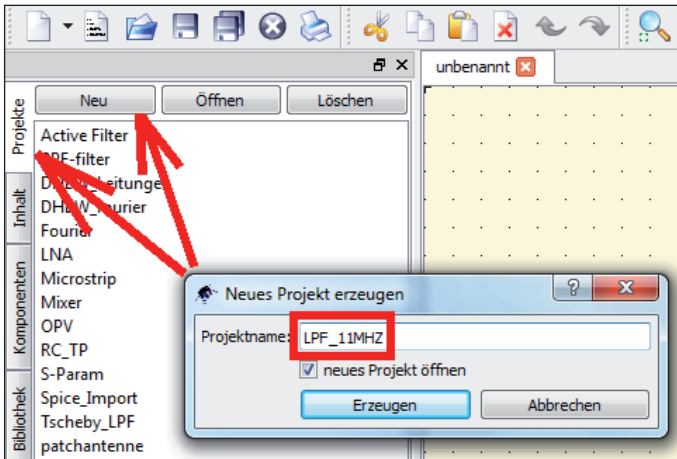 unbenannt
Neu
Öffnen
Löschen
Projekte
Inhalt
Komponenten
Bibliothek
Active Filter
-filter
Fourier
LNA
Microstrip
Mixer
OPV
RC_TP
S-Param
Spice_Import
Tscheby_LPF
patchantenne
Neues Projekt erzeugen
Projektname:
LPF_11MHZ
neues Projekt öffnen
Erzeugen
Abbrechen